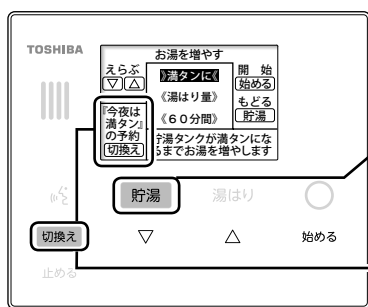 TOSHIBA
お湯を増やす
えらぶ
▽△
》満タンに《
開 始
始める
《湯はり量》
もどる
貯湯
『今夜は
満タン』
の予約
切換え
《60分間》
貯湯タンクが満タンにな
るまでお湯を増やします
貯湯
湯はり
切換え
▽
△
始める
止める